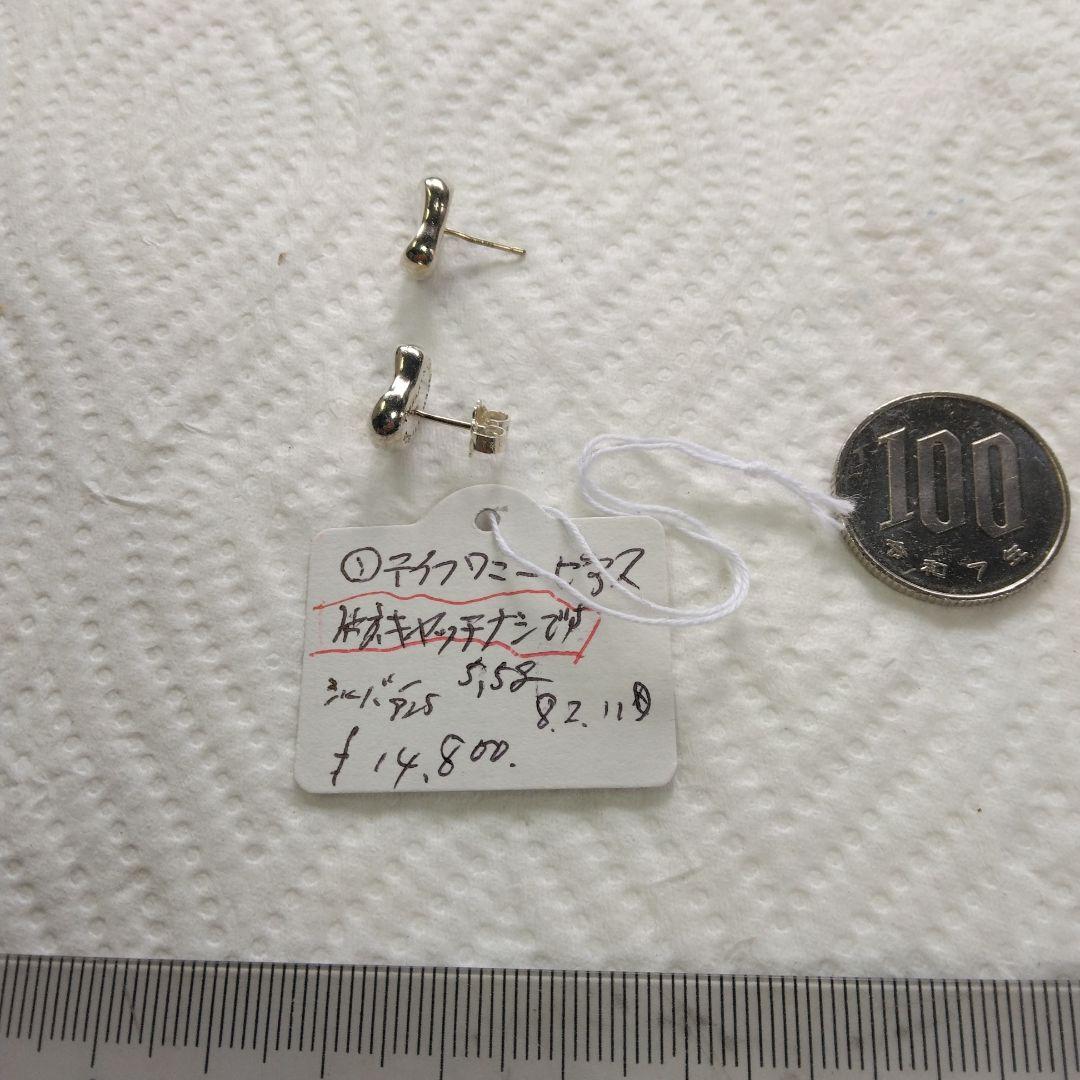 ①ティファニーピアス
片方キャッチナシです
シルバー925 5,5g
8.2.11
¥14,800.
100
令和7年